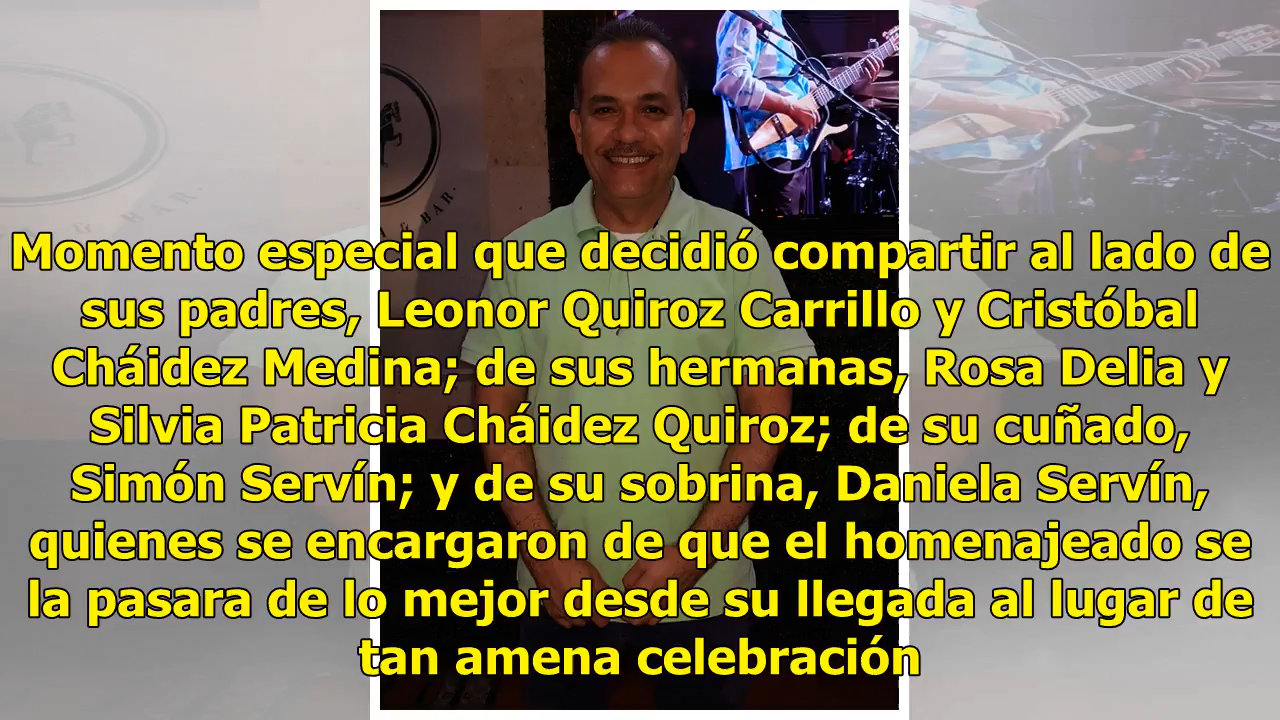 G BAR.
G BAR.
Momento especial que decidió compartir al lado de
sus padres, Leonor Quiroz Carrillo y Cristóbal
Cháidez Medina; de sus hermanas, Rosa Delia y
Silvia Patricia Cháidez Quiroz; de su cuñado,
Simón Servín; y de su sobrina, Daniela Servín,
quienes se encargaron de que el homenajeado se
la pasara de lo mejor desde su llegada al lugar de
tan amena celebración